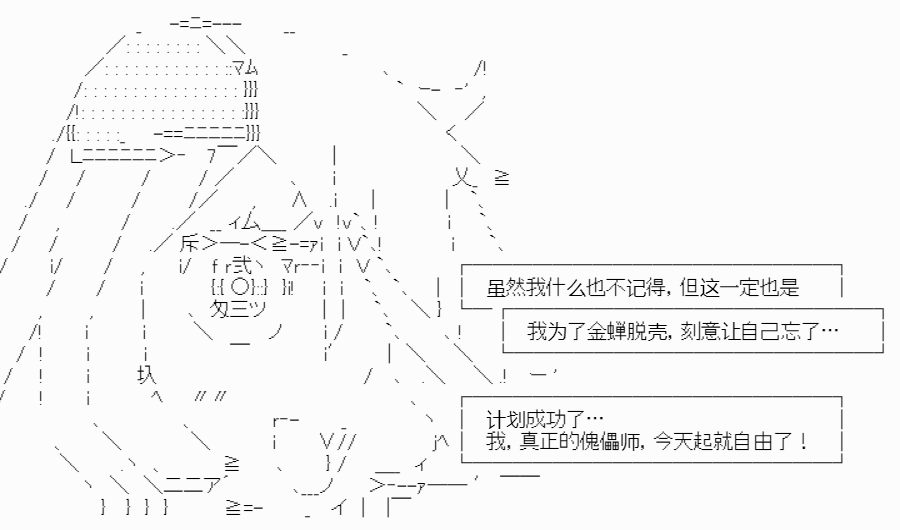 虽然我什么也不记得，但这一定也是
我为了金蝉脱壳，刻意让自己忘了…
计划成功了…
我，真正的傀儡师，今天起就自由了！